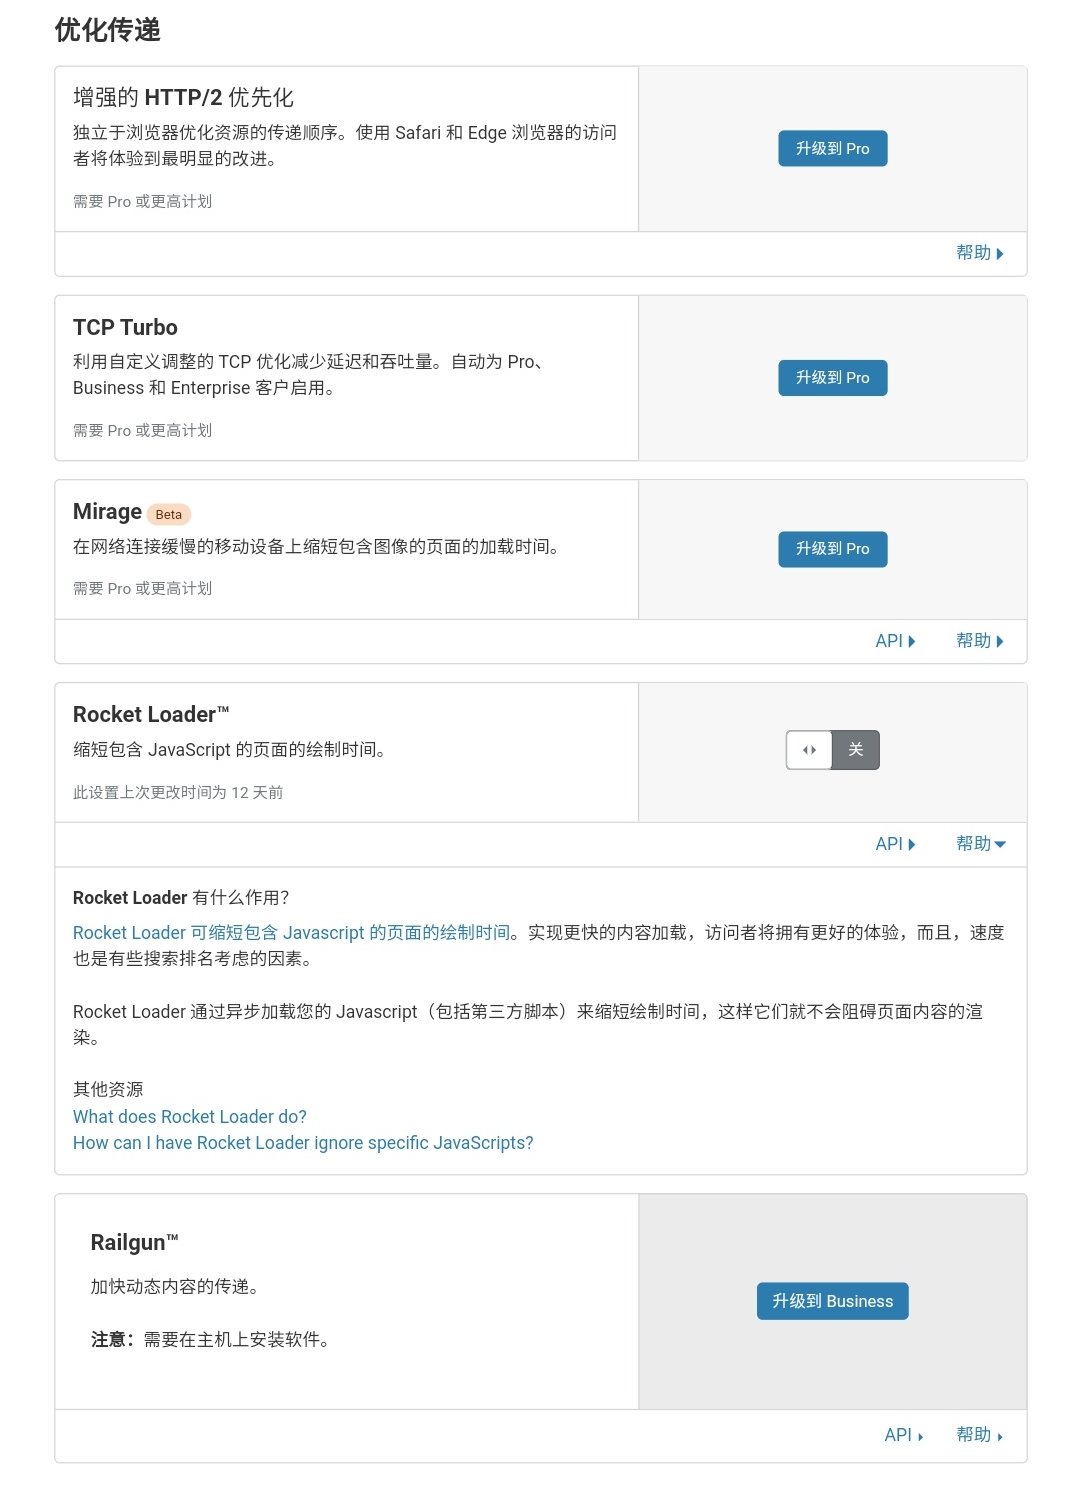 优化传递
增强的 HTTP/2 优先化
独立于浏览器优化资源的传递顺序。使用 Safari 和 Edge 浏览器的访问
者将体验到最明显的改进。
升级到 Pro
需要 Pro 或更高计划
帮助
TCP Turbo
利用自定义调整的 TCP 优化减少延迟和吞吐量。自动为 Pro、
Business 和 Enterprise 客户启用。
升级到 Pro
需要 Pro 或更高计划
Mirage Beta
在网络连接缓慢的移动设备上缩短包含图像的页面的加载时间。
升级到 Pro
需要 Pro 或更高计划
API 帮助
Rocket Loader™
缩短包含 JavaScript 的页面的绘制时间。
关
此设置上次更改时间为 12 天前
API 帮助
Rocket Loader 有什么作用？
Rocket Loader 可缩短包含 Javascript 的页面的绘制时间。实现更快的内容加载，访问者将拥有更好的体验，而且，速度
也是有些搜索排名考虑的因素。
Rocket Loader 通过异步加载您的 Javascript（包括第三方脚本）来缩短绘制时间，这样它们就不会阻碍页面内容的渲
染。
其他资源
What does Rocket Loader do?
How can I have Rocket Loader ignore specific JavaScripts?
Railgun™
加快动态内容的传递。
升级到 Business
注意：需要在主机上安装软件。
API 帮助